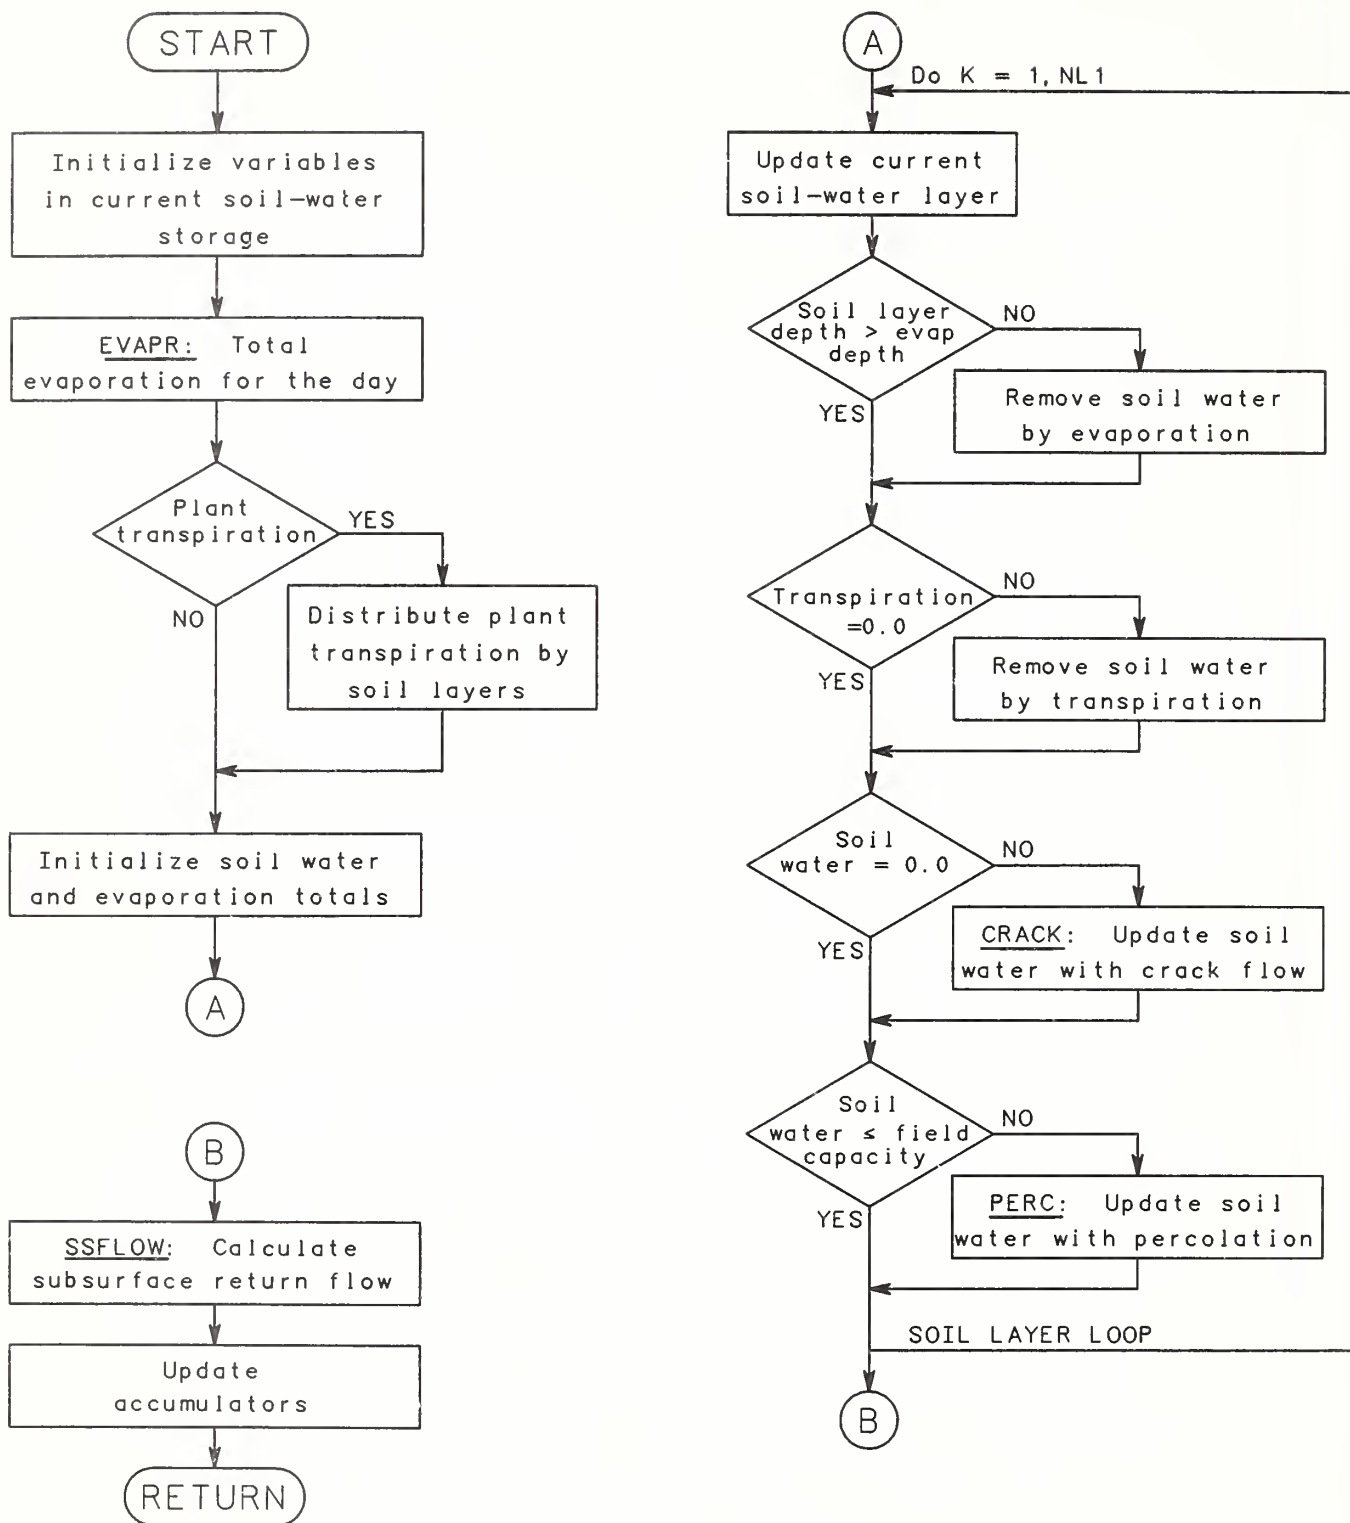 START
Initialize variables
in current soil-water
storage
EVAPR: Total
evaporation for the day
Plant
transpiration
YES
NO
Distribute plant
transpiration by
soil layers
Initialize soil water
and evaporation totals
A
B
SSFLOW: Calculate
subsurface return flow
Update
accumulators
RETURN
A
Do K = 1, NL1
Update current
soil-water layer
Soil layer
depth > evap
depth
NO
YES
Remove soil water
by evaporation
Transpiration
=0.0
NO
YES
Remove soil water
by transpiration
Soil
water = 0.0
NO
YES
CRACK: Update soil
water with crack flow
Soil
water ≤ field
capacity
NO
YES
PERC: Update soil
water with percolation
SOIL LAYER LOOP
B